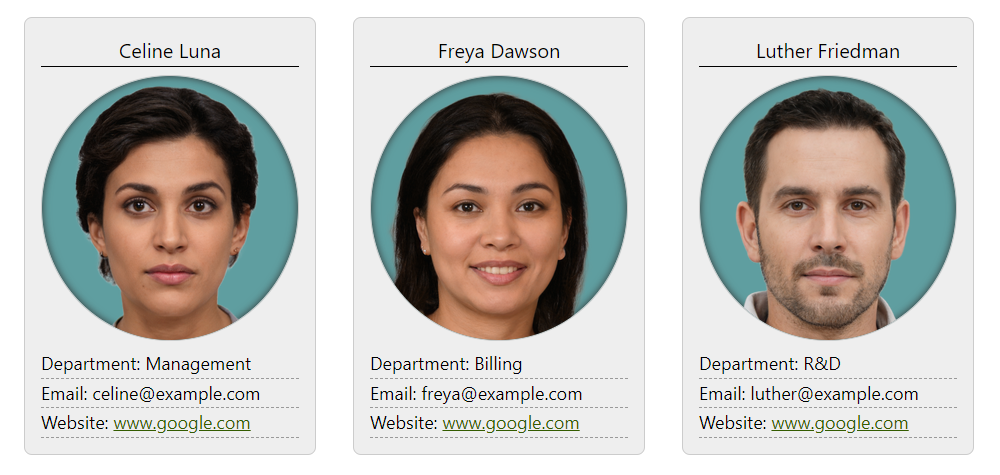 Celine Luna
Department: Management
Email: celine@example.com
Website: www.google.com
Freya Dawson
Department: Billing
Email: freya@example.com
Website: www.google.com
Luther Friedman
Department: R&D
Email: luther@example.com
Website: www.google.com